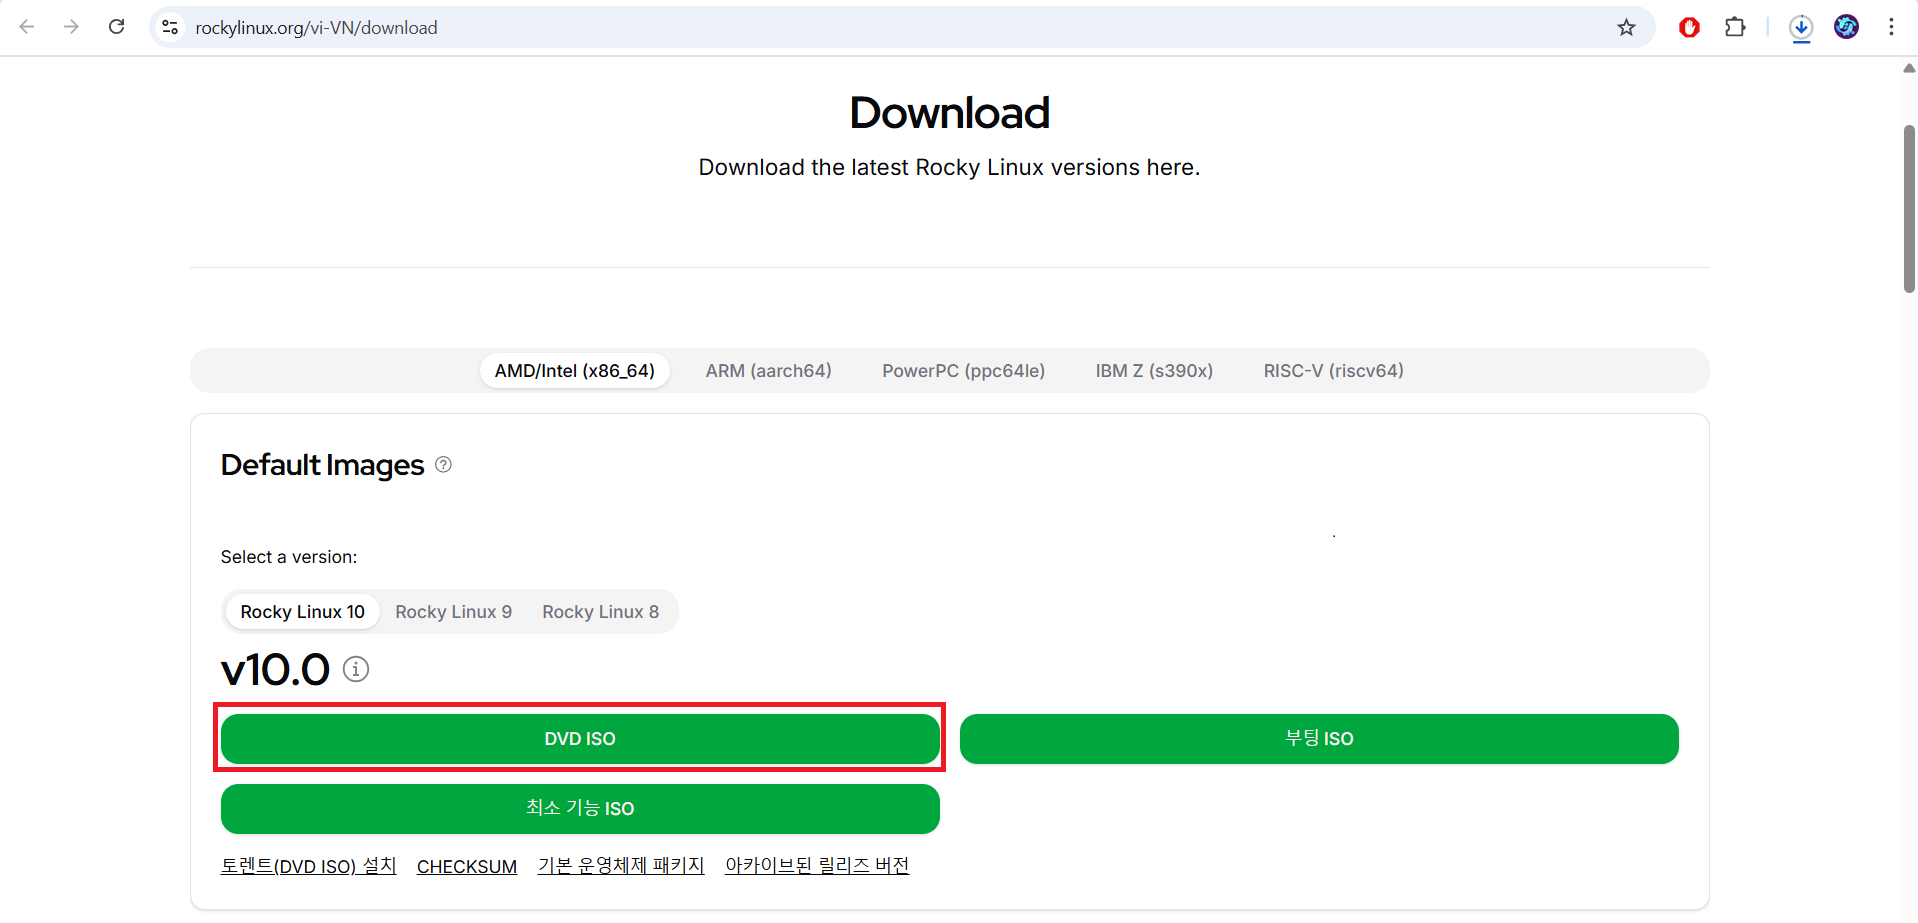 rockylinux.org/vi-VN/download
Download
Download the latest Rocky Linux versions here.
AMD/Intel (x86_64) ARM (aarch64) PowerPC (ppc64le) IBM Z (s390x) RISC-V (riscv64)
Default Images
Select a version:
Rocky Linux 10 Rocky Linux 9 Rocky Linux 8
v10.0
DVD ISO 부팅 ISO
최소 기능 ISO
토렌트(DVD ISO) 설치 CHECKSUM 기본 운영체제 패키지 아카이브된 릴리즈 버전